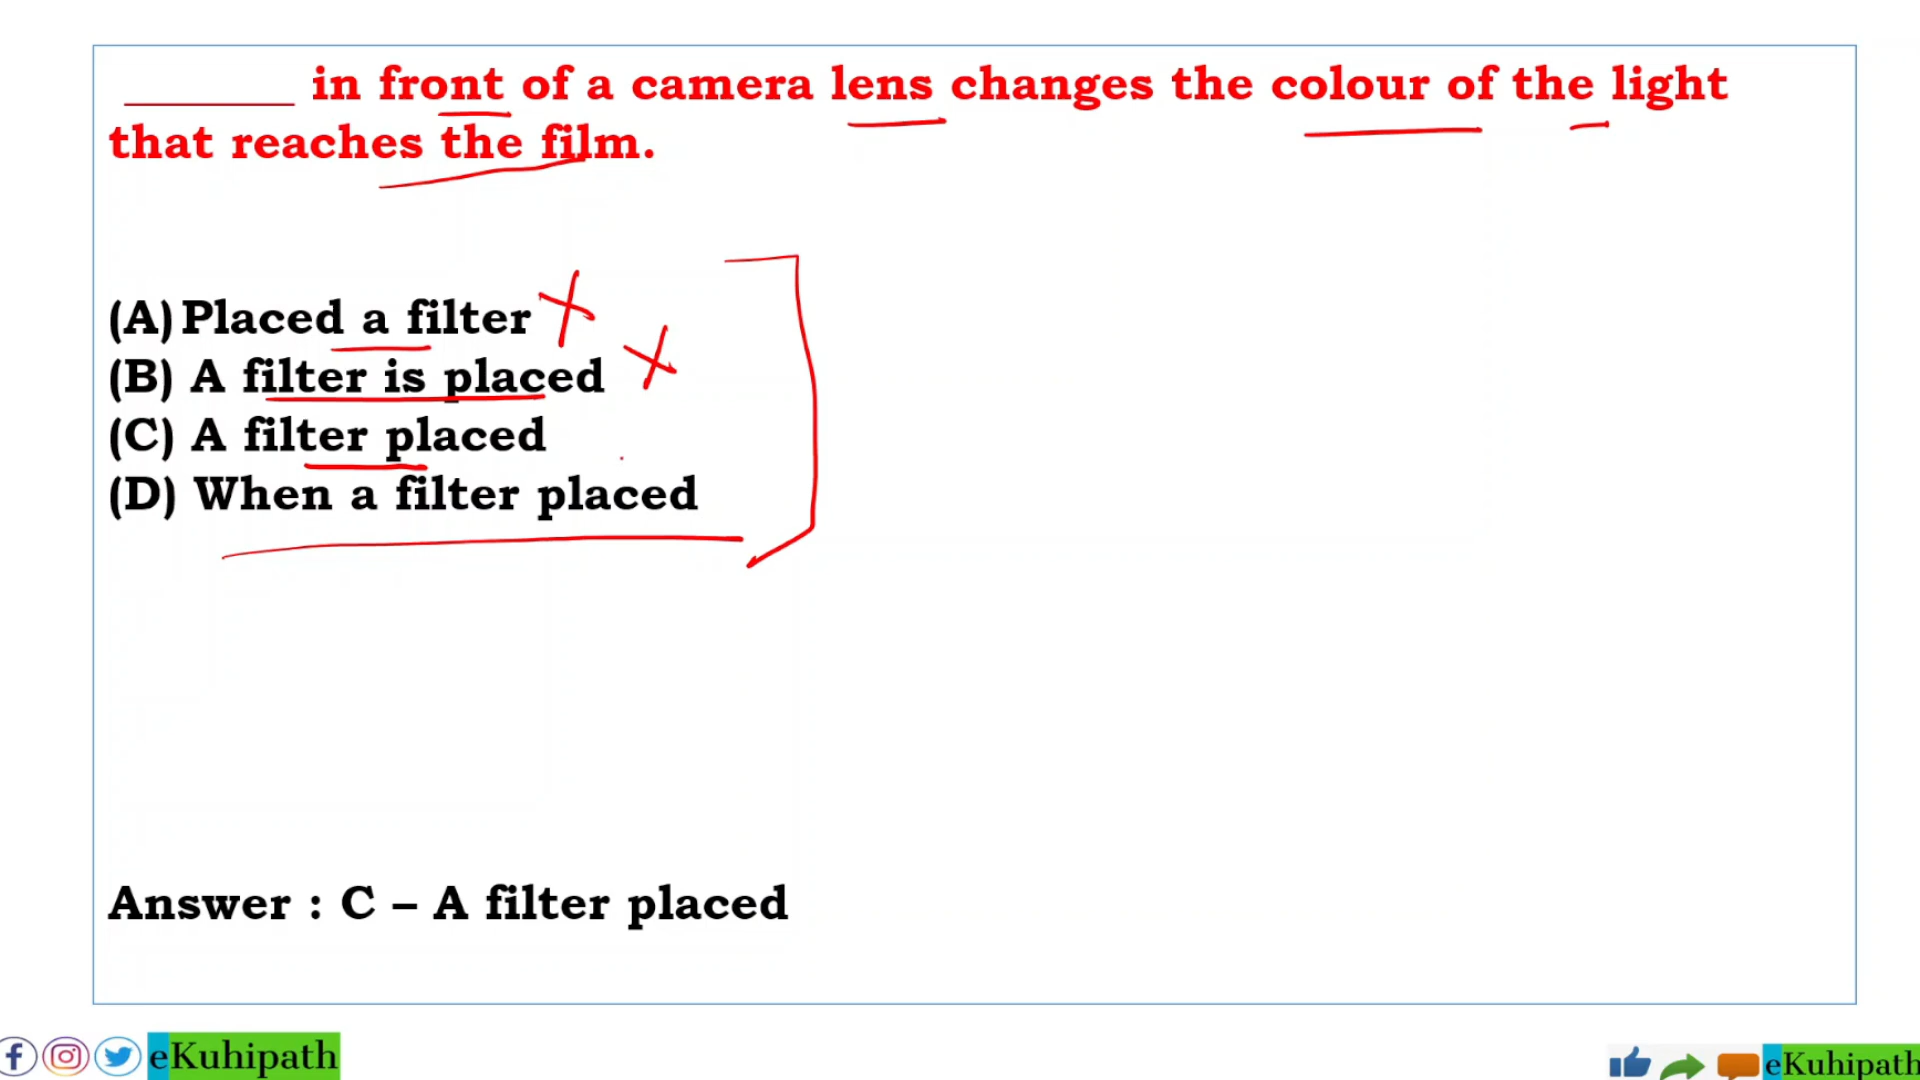 _______ in front of a camera lens changes the colour of the light
that reaches the film.
(A) Placed a filter
(B) A filter is placed
(C) A filter placed
(D) When a filter placed
Answer : C – A filter placed
eKuhipath
eKuhipath